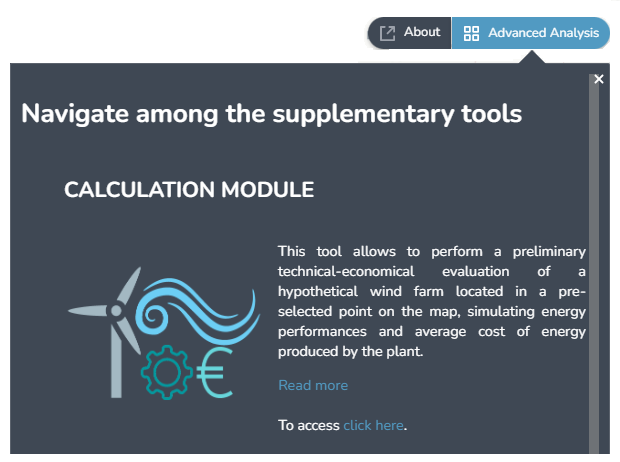 About
Advanced Analysis
×
Navigate among the supplementary tools
CALCULATION MODULE
This tool allows to perform a preliminary
technical-economical evaluation of a
hypothetical wind farm located in a pre-
selected point on the map, simulating energy
performances and average cost of energy
produced by the plant.
€
Read more
To access click here.